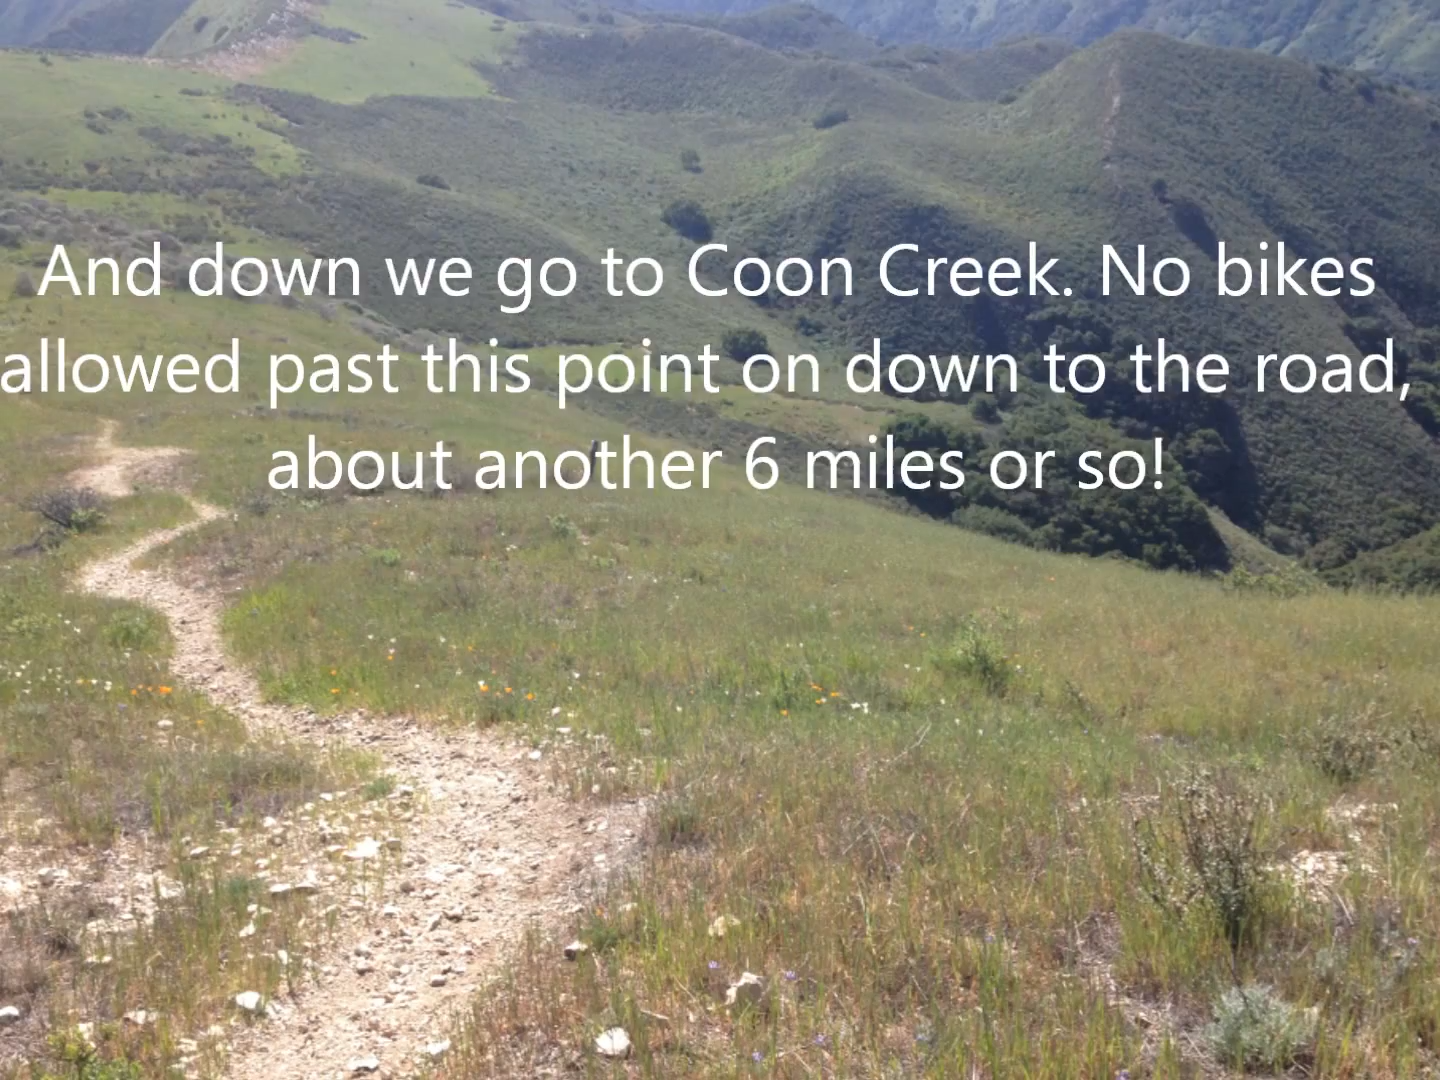 And down we go to Coon Creek. No bikes
allowed past this point on down to the road,
about another 6 miles or so!